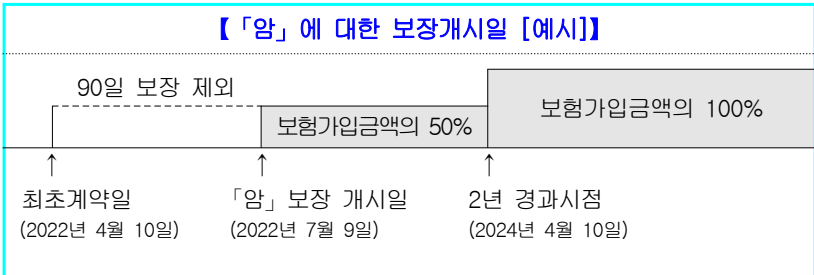 【「암」에 대한 보장개시일 [예시]】
90일 보장 제외
보험가입금액의 50%
보험가입금액의 100%
↑ ↑ ↑
최초계약일 「암」보장 개시일 2년 경과시점
(2022년 4월 10일) (2022년 7월 9일) (2024년 4월 10일)